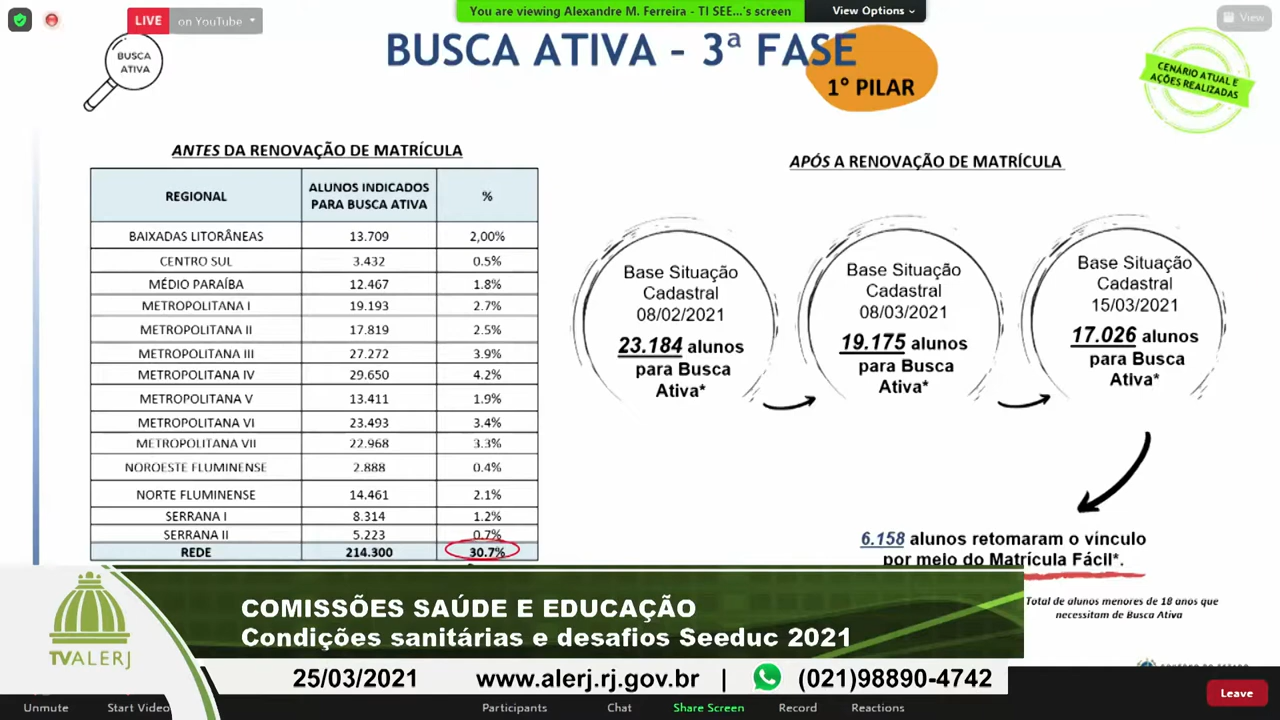 LIVE on YouTube
You are viewing Alexandre M. Ferreira - TI SEE...'s screen
View Options
View
BUSCA ATIVA
BUSCA ATIVA - 3ª FASE
1° PILAR
CENÁRIO ATUAL E
AÇÕES REALIZADAS
ANTES DA RENOVAÇÃO DE MATRÍCULA
REGIONAL ALUNOS INDICADOS PARA BUSCA ATIVA %
BAIXADAS LITORÂNEAS 13.709 2,00%
CENTRO SUL 3.432 0.5%
MÉDIO PARAÍBA 12.467 1.8%
METROPOLITANA I 19.193 2.7%
METROPOLITANA II 17.819 2.5%
METROPOLITANA III 27.272 3.9%
METROPOLITANA IV 29.650 4.2%
METROPOLITANA V 13.411 1.9%
METROPOLITANA VI 23.493 3.4%
METROPOLITANA VII 22.968 3.3%
NOROESTE FLUMINENSE 2.888 0.4%
NORTE FLUMINENSE 14.461 2.1%
SERRANA I 8.314 1.2%
SERRANA II 5.223 0.7%
REDE 214.300 30.7%
APÓS A RENOVAÇÃO DE MATRÍCULA
Base Situação
Cadastral
08/02/2021
23.184 alunos
para Busca
Ativa*
Base Situação
Cadastral
08/03/2021
19.175 alunos
para Busca
Ativa*
Base Situação
Cadastral
15/03/2021
17.026 alunos
para Busca
Ativa*
6.158 alunos retomaram o vínculo
por meio do Matrícula Fácil*.
Total de alunos menores de 18 anos que
necessitam de Busca Ativa
COMISSÕES SAÚDE E EDUCAÇÃO
Condições sanitárias e desafios Seeduc 2021
TVALERJ
25/03/2021 www.alerj.rj.gov.br | (021)98890-4742
Unmute Start Video Participants Chat Share Screen Record Reactions Leave